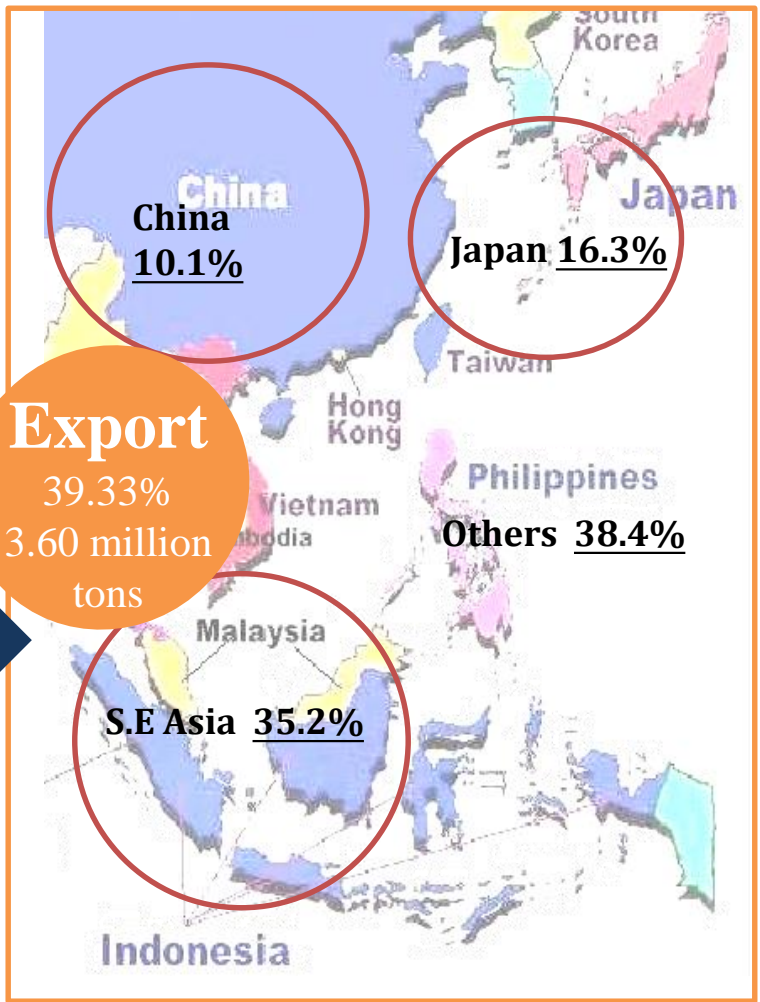 South
Korea
China
China
10.1%
Japan
Japan 16.3%
Taiwan
Hong
Kong
Export
39.33%
3.60 million
tons
Philippines
Vietnam
bodia
Others 38.4%
Malaysia
S.E Asia 35.2%
Indonesia